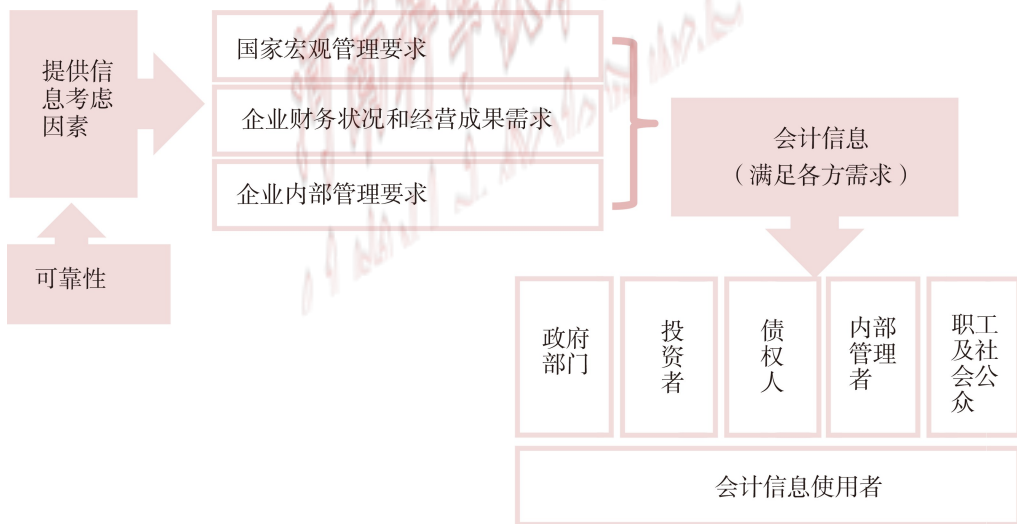 提供信
息考虑
因素
国家宏观管理要求
企业财务状况和经营成果需求
企业内部管理要求
会计信息
（满足各方需求）
可靠性
政府
部门
投
资
者
债
权
人
内部
管理
者
职工
及社
会公
众
会计信息使用者